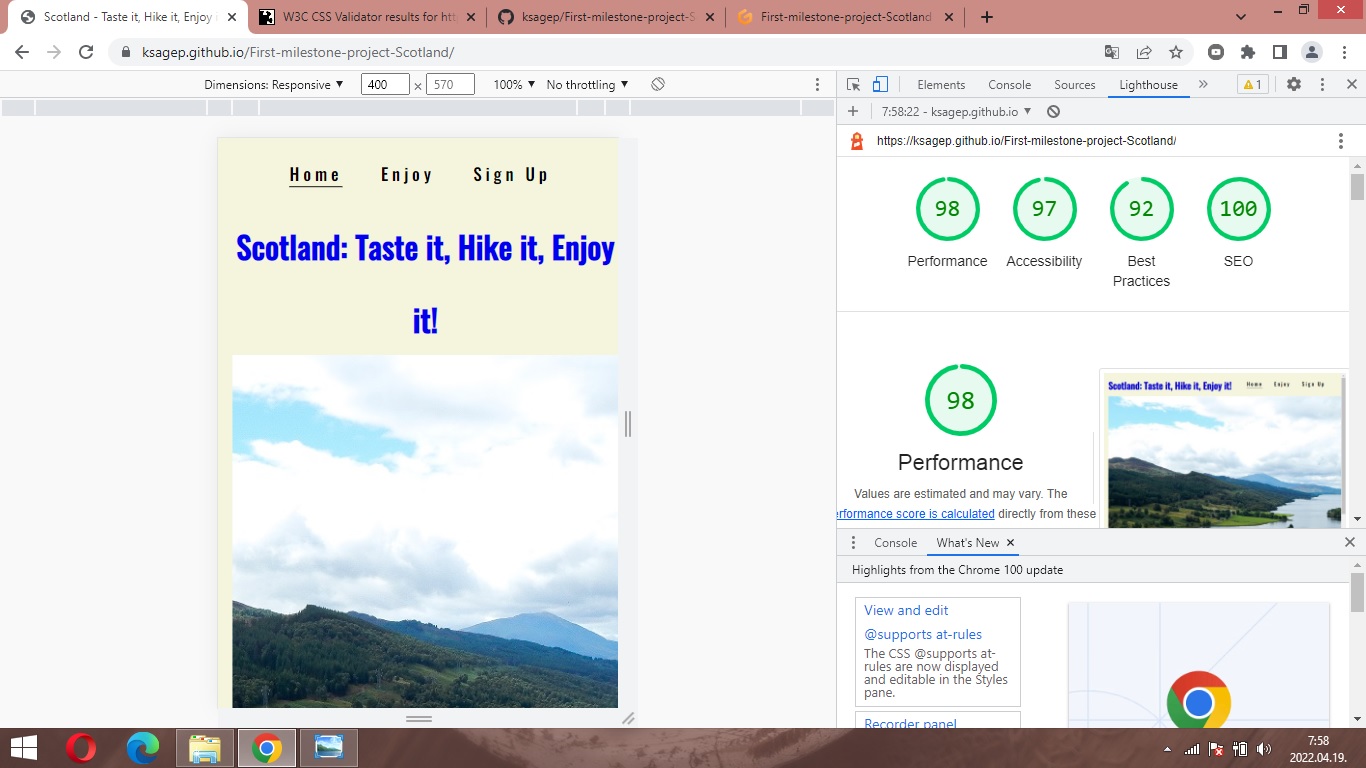 Scotland - Taste it, Hike it, Enjoy i
W3C CSS Validator results for htt
ksagep/First-milestone-project-S
First-milestone-project-Scotland
ksagep.github.io/First-milestone-project-Scotland/
Dimensions: Responsive
400 × 570
100%
No throttling
Elements
Console
Sources
Lighthouse
1
7:58:22 - ksagep.github.io
https://ksagep.github.io/First-milestone-project-Scotland/
Home Enjoy Sign Up
Scotland: Taste it, Hike it, Enjoy
it!
98
97
92
100
Performance
Accessibility
Best
Practices
SEO
98
Performance
Values are estimated and may vary. The
erformance score is calculated directly from these
Scotland: Taste it, Hike it, Enjoy it! Home Enjoy Sign Up
Console
What's New
Highlights from the Chrome 100 update
View and edit
@supports at-rules
The CSS @supports at-
rules are now displayed
and editable in the Styles
pane.
Recorder panel
7:58
2022.04.19.